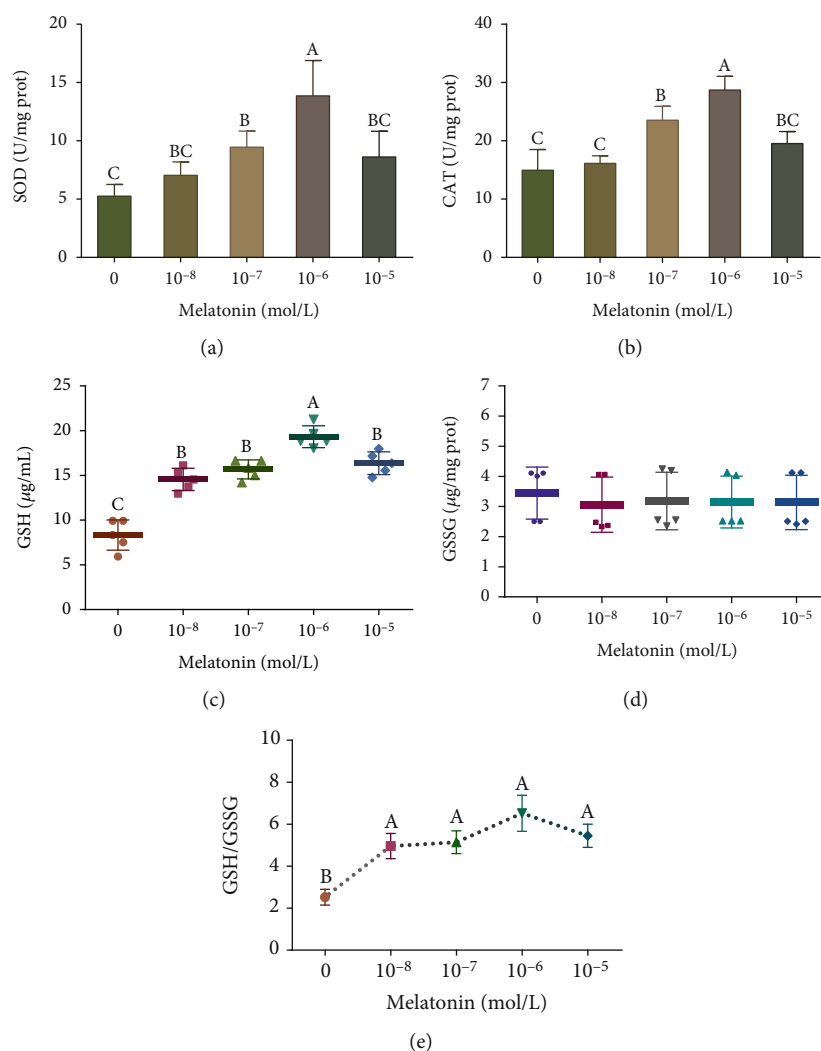 SOD (U/mg prot)
20
15
10
5
0
C
BC
B
A
BC
0
10⁻⁸
10⁻⁷
10⁻⁶
10⁻⁵
Melatonin (mol/L)
(a)
CAT (U/mg prot)
40
30
20
10
0
C
C
B
A
BC
0
10⁻⁸
10⁻⁷
10⁻⁶
10⁻⁵
Melatonin (mol/L)
(b)
GSH (μg/mL)
25
20
15
10
5
0
C
B
B
A
B
0
10⁻⁸
10⁻⁷
10⁻⁶
10⁻⁵
Melatonin (mol/L)
(c)
GSSG (μg/mg prot)
7
6
5
4
3
2
1
0
0
10⁻⁸
10⁻⁷
10⁻⁶
10⁻⁵
Melatonin (mol/L)
(d)
GSH/GSSG
10
8
6
4
2
0
B
A
A
A
A
0
10⁻⁸
10⁻⁷
10⁻⁶
10⁻⁵
Melatonin (mol/L)
(e)